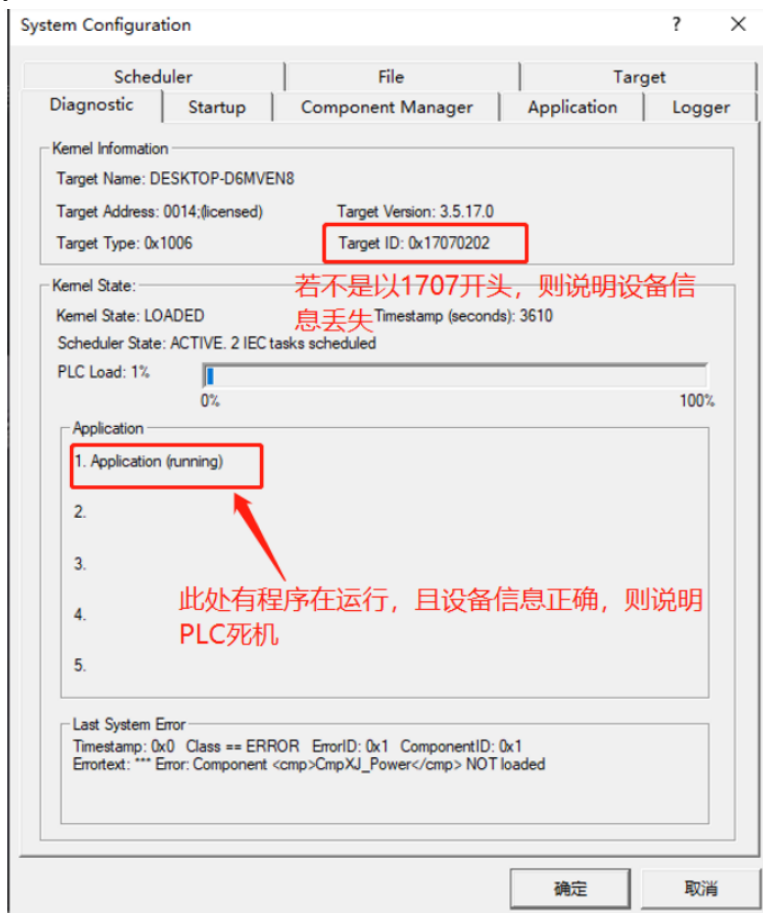 System Configuration ? ×
Scheduler File Target
Diagnostic Startup Component Manager Application Logger
Kernel Information
Target Name: DESKTOP-D6MVEN8
Target Address: 0014;(licensed) Target Version: 3.5.17.0
Target Type: 0x1006 Target ID: 0x17070202
若不是以1707开头，则说明设备信
息丢失
Kernel State:
Kernel State: LOADED Timestamp (seconds): 3610
Scheduler State: ACTIVE. 2 IEC tasks scheduled
PLC Load: 1%
0% 100%
Application
1. Application (running)
2.
3.
此处有程序在运行，且设备信息正确，则说明
PLC死机
4.
5.
Last System Error
Timestamp: 0x0 Class == ERROR ErrorID: 0x1 ComponentID: 0x1
Errortext: *** Error: Component <cmp>CmpXJ_Power</cmp> NOT loaded
确定 取消